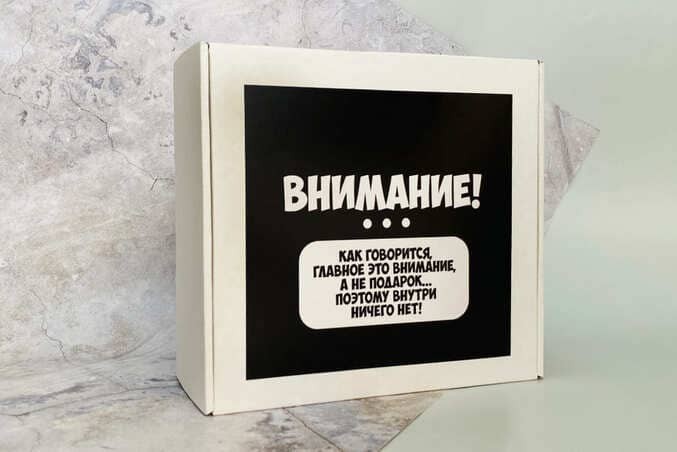 ВНИМАНИЕ!
...
КАК ГОВОРИТСЯ,
ГЛАВНОЕ ЭТО ВНИМАНИЕ,
А НЕ ПОДАРОК...
ПОЭТОМУ ВНУТРИ
НИЧЕГО НЕТ!